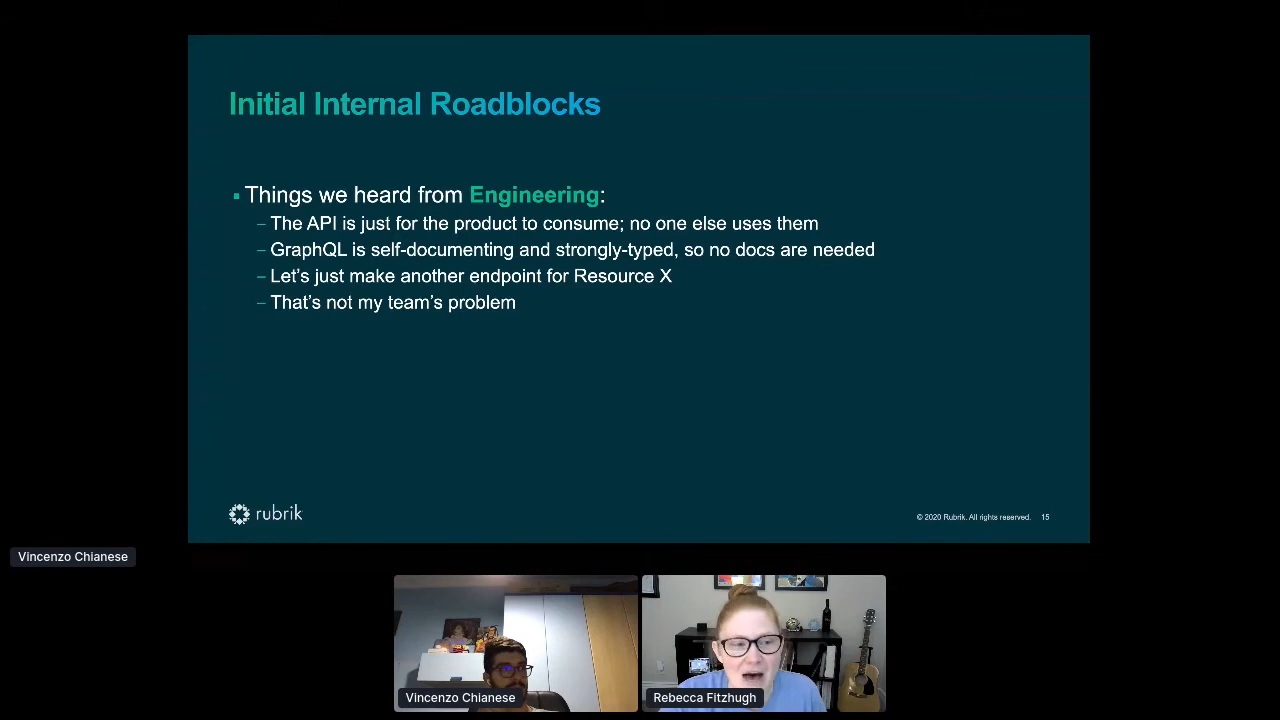 Initial Internal Roadblocks
Things we heard from Engineering:
– The API is just for the product to consume; no one else uses them
– GraphQL is self-documenting and strongly-typed, so no docs are needed
– Let’s just make another endpoint for Resource X
– That’s not my team’s problem
rubrik
© 2020 Rubrik. All rights reserved. 15
Vincenzo Chianese
Vincenzo Chianese
Rebecca Fitzhugh